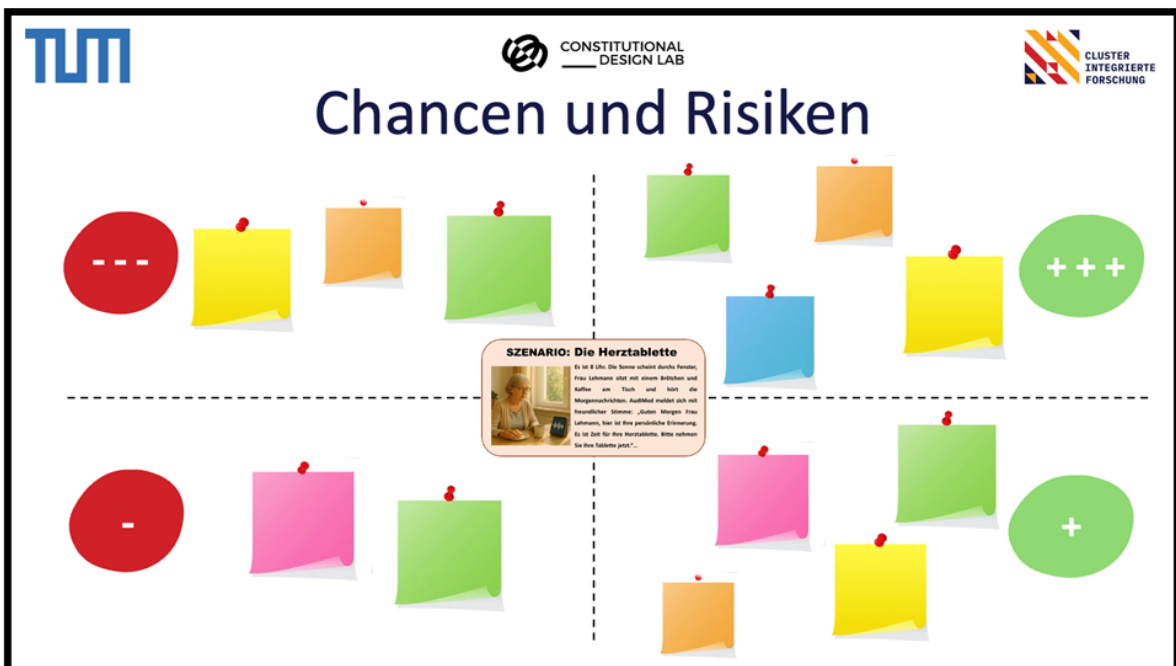 TUM
CONSTITUTIONAL
DESIGN LAB
CLUSTER
INTEGRIERTE
FORSCHUNG
Chancen und Risiken
- - -
+ + +
SZENARIO: Die Herztablette
Es ist 8 Uhr. Die Sonne scheint durchs Fenster,
Frau Lehmann sitzt mit einem Brötchen und
Kaffee am Tisch und hört die
Morgennachrichten. AudiMed meldet sich mit
freundlicher Stimme: „Guten Morgen Frau
Lehmann, hier ist Ihre persönliche Erinnerung.
Es ist Zeit für Ihre Herztablette. Bitte nehmen
Sie Ihre Tablette jetzt."...
-
+